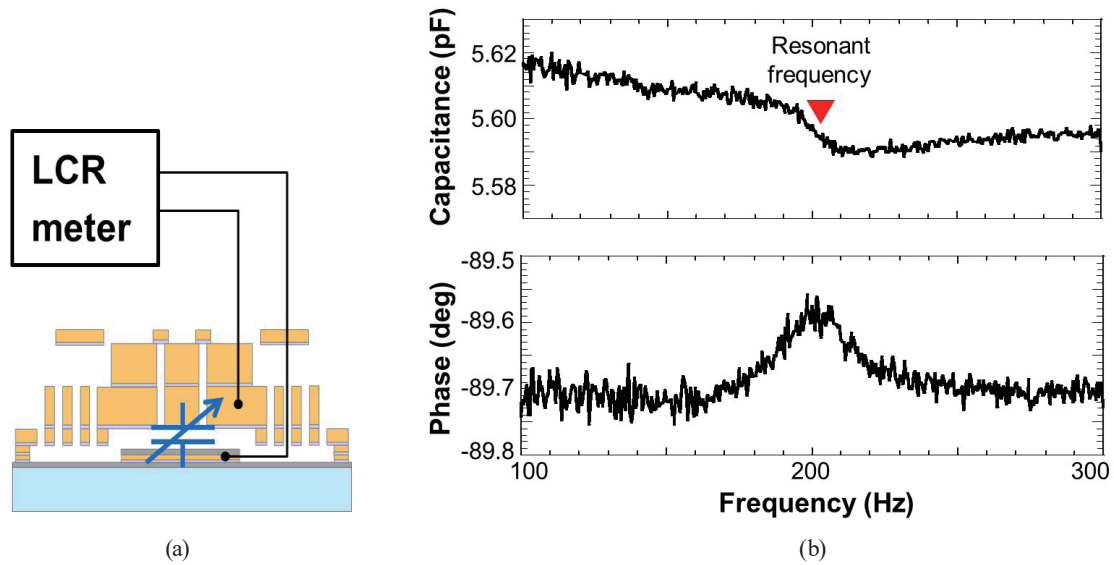 LCR
meter
(a)
Capacitance (pF)
5.62
5.60
5.58
Resonant
frequency
Phase (deg)
-89.5
-89.6
-89.7
-89.8
100 200 300
Frequency (Hz)
(b)